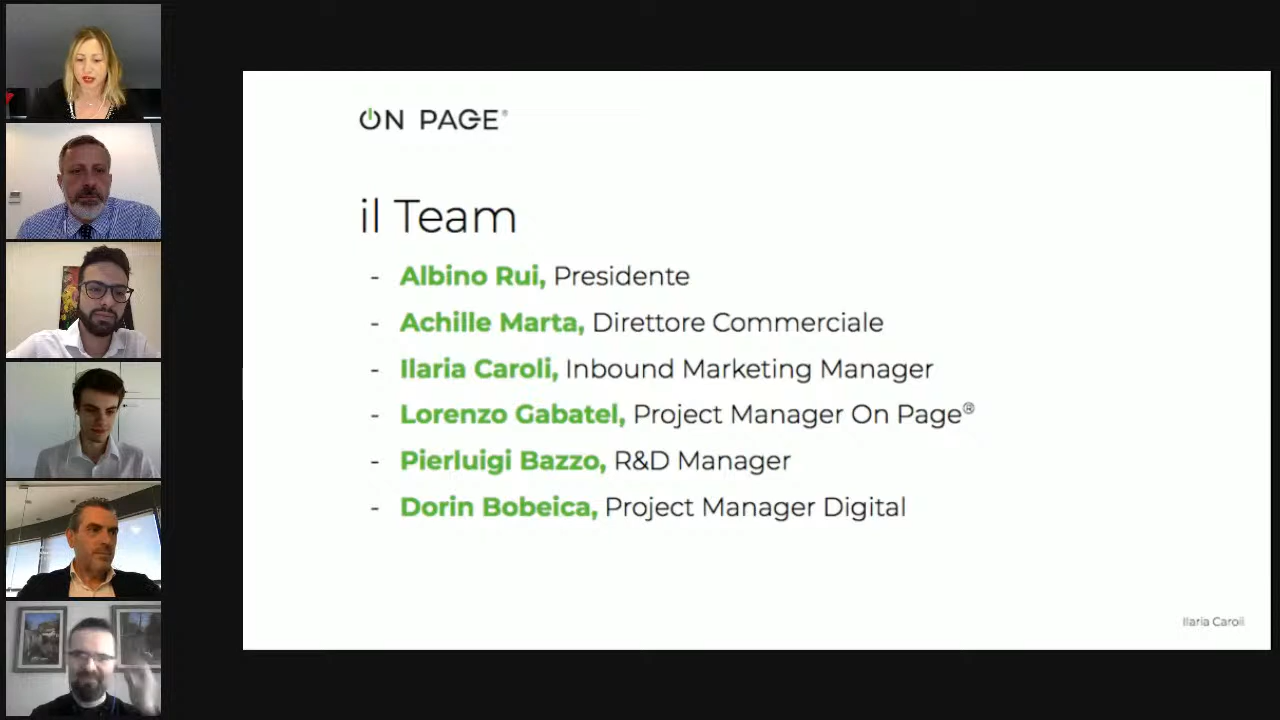 ON PAGE®
il Team
- Albino Rui, Presidente
- Achille Marta, Direttore Commerciale
- Ilaria Caroli, Inbound Marketing Manager
- Lorenzo Gabatel, Project Manager On Page®
- Pierluigi Bazzo, R&D Manager
- Dorin Bobeica, Project Manager Digital
Ilaria Caroli